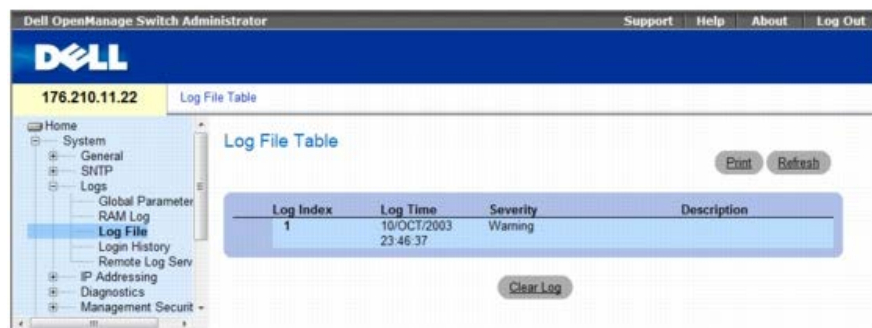 Dell OpenManage Switch Administrator Support Help About Log Out
DELL
176.210.11.22 Log File Table
Home
System
General
SNTP
Logs
Global Parameter
RAM Log
Log File
Login History
Remote Log Serv
IP Addressing
Diagnostics
Management Securit
Log File Table
Print Refresh
Log Index Log Time Severity Description
1 10/OCT/2003 Warning
23:46:37
Clear Log